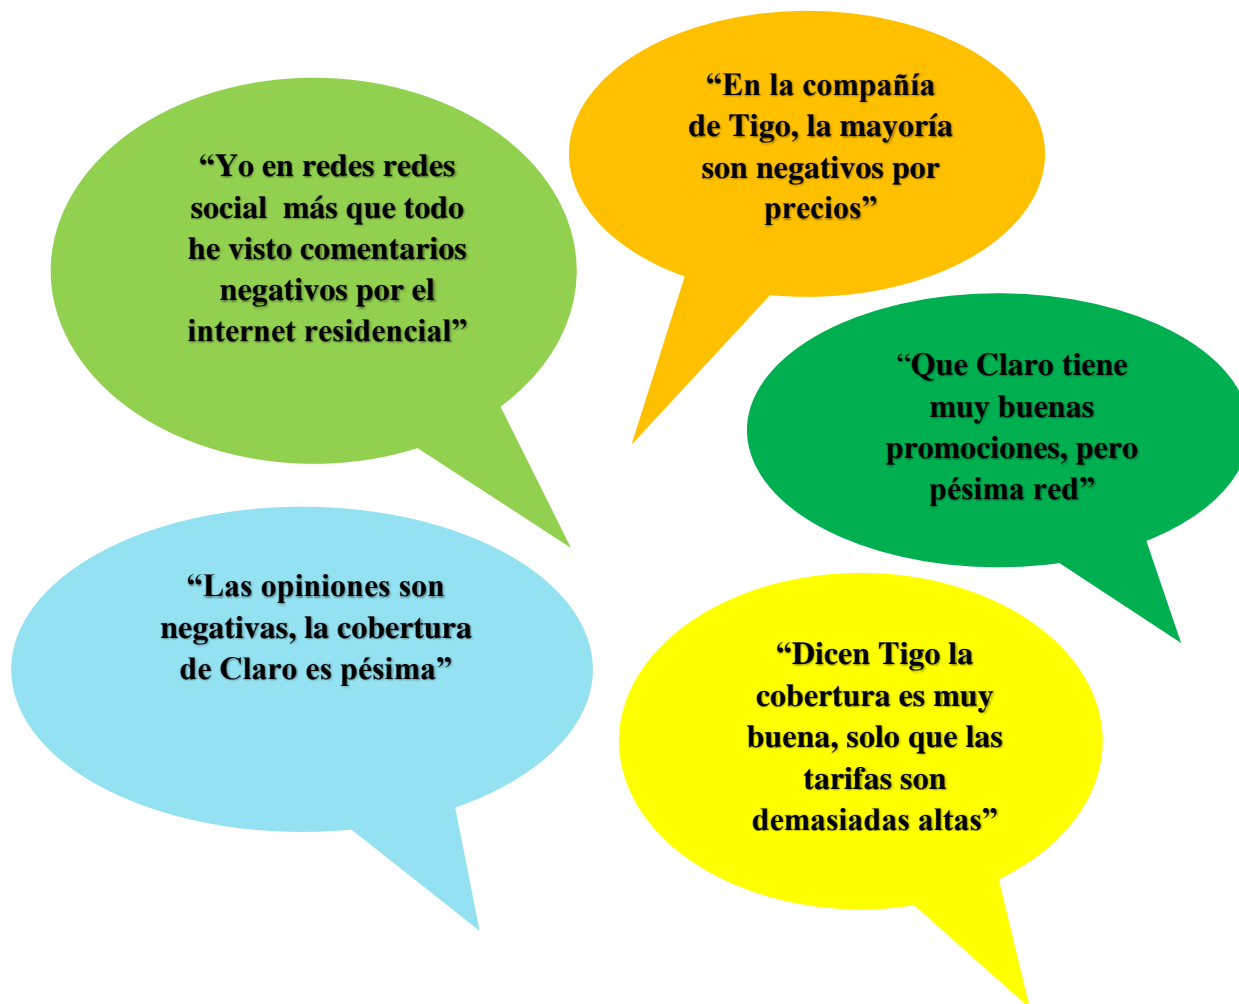 “Yo en redes redes
social  más que todo
he visto comentarios
negativos por el
internet residencial”
“En la compañía
de Tigo, la mayoría
son negativos por
precios”
“Que Claro tiene
muy buenas
promociones, pero
pésima red”
“Las opiniones son
negativas, la cobertura
de Claro es pésima”
“Dicen Tigo la
cobertura es muy
buena, solo que las
tarifas son
demasiadas altas”